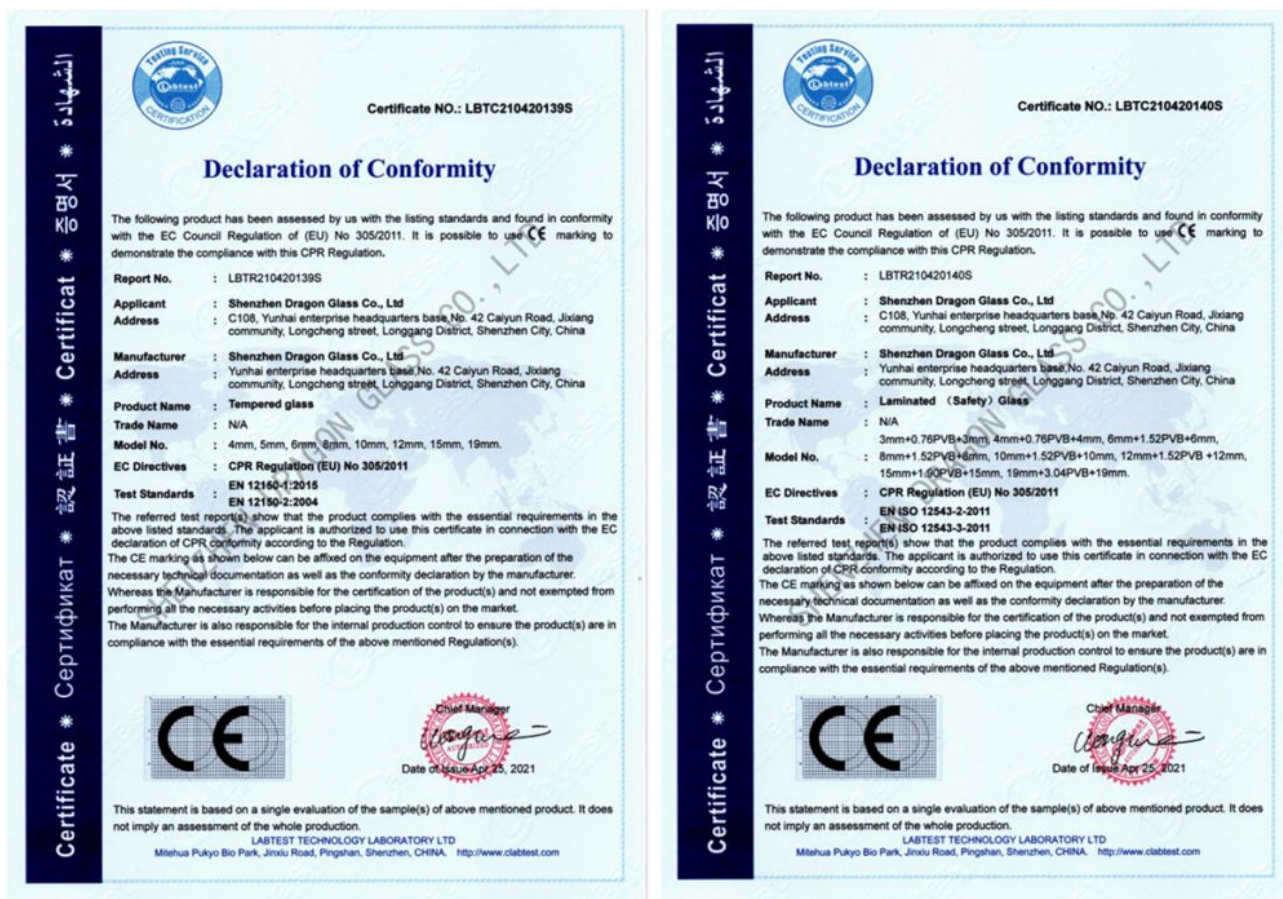 Testing Service
Clabtest
CERTIFICATION
Certificate NO.: LBTC210420139S
Declaration of Conformity
The following product has been assessed by us with the listing standards and found in conformity
with the EC Council Regulation of (EU) No 305/2011. It is possible to use CE marking to
demonstrate the compliance with this CPR Regulation.
Report No. : LBTR210420139S
Applicant : Shenzhen Dragon Glass Co., Ltd
Address : C108, Yunhai enterprise headquarters base,No. 42 Caiyun Road, Jixiang
community, Longcheng street, Longgang District, Shenzhen City, China
Manufacturer : Shenzhen Dragon Glass Co., Ltd
Address : Yunhai enterprise headquarters base,No. 42 Caiyun Road, Jixiang
community, Longcheng street, Longgang District, Shenzhen City, China
Product Name : Tempered glass
Trade Name : N/A
Model No. : 4mm, 5mm, 6mm, 8mm, 10mm, 12mm, 15mm, 19mm.
EC Directives : CPR Regulation (EU) No 305/2011
Test Standards : EN 12150-1:2015
EN 12150-2:2004
The referred test report(s) show that the product complies with the essential requirements in the
above listed standards. The applicant is authorized to use this certificate in connection with the EC
declaration of CPR conformity according to the Regulation.
The CE marking as shown below can be affixed on the equipment after the preparation of the
necessary technical documentation as well as the conformity declaration by the manufacturer.
Whereas the Manufacturer is responsible for the certification of the product(s) and not exempted from
performing all the necessary activities before placing the product(s) on the market.
The Manufacturer is also responsible for the internal production control to ensure the product(s) are in
compliance with the essential requirements of the above mentioned Regulation(s).
CE
Chief Manager
AUTHORIZED
Date of Issue Apr 25, 2021
This statement is based on a single evaluation of the sample(s) of above mentioned product. It does
not imply an assessment of the whole production.
LABTEST TECHNOLOGY LABORATORY LTD
Mitehua Pukyo Bio Park, Jinxiu Road, Pingshan, Shenzhen, CHINA. http://www.clabtest.com
Certificate * Сертификат * 認証書 * Certificat * 증명서 * الشهادة
SHENZHEN DRAGON GLASS CO., LTD
Testing Service
Clabtest
CERTIFICATION
Certificate NO.: LBTC210420140S
Declaration of Conformity
The following product has been assessed by us with the listing standards and found in conformity
with the EC Council Regulation of (EU) No 305/2011. It is possible to use CE marking to
demonstrate the compliance with this CPR Regulation.
Report No. : LBTR210420140S
Applicant : Shenzhen Dragon Glass Co., Ltd
Address : C108, Yunhai enterprise headquarters base,No. 42 Caiyun Road, Jixiang
community, Longcheng street, Longgang District, Shenzhen City, China
Manufacturer : Shenzhen Dragon Glass Co., Ltd
Address : Yunhai enterprise headquarters base,No. 42 Caiyun Road, Jixiang
community, Longcheng street, Longgang District, Shenzhen City, China
Product Name : Laminated （Safety）Glass
Trade Name : N/A
3mm+0.76PVB+3mm, 4mm+0.76PVB+4mm, 6mm+1.52PVB+6mm,
Model No. : 8mm+1.52PVB+8mm, 10mm+1.52PVB+10mm, 12mm+1.52PVB +12mm,
15mm+1.90PVB+15mm, 19mm+3.04PVB+19mm.
EC Directives : CPR Regulation (EU) No 305/2011
Test Standards : EN ISO 12543-2-2011
EN ISO 12543-3-2011
The referred test report(s) show that the product complies with the essential requirements in the
above listed standards. The applicant is authorized to use this certificate in connection with the EC
declaration of CPR conformity according to the Regulation.
The CE marking as shown below can be affixed on the equipment after the preparation of the
necessary technical documentation as well as the conformity declaration by the manufacturer.
Whereas the Manufacturer is responsible for the certification of the product(s) and not exempted from
performing all the necessary activities before placing the product(s) on the market.
The Manufacturer is also responsible for the internal production control to ensure the product(s) are in
compliance with the essential requirements of the above mentioned Regulation(s).
CE
Chief Manager
Date of Issue Apr 25, 2021
This statement is based on a single evaluation of the sample(s) of above mentioned product. It does
not imply an assessment of the whole production.
LABTEST TECHNOLOGY LABORATORY LTD
Mitehua Pukyo Bio Park, Jinxiu Road, Pingshan, Shenzhen, CHINA. http://www.clabtest.com
Certificate * Сертификат * 認証書 * Certificat * 증명서 * الشهادة
SHENZHEN DRAGON GLASS CO., LTD